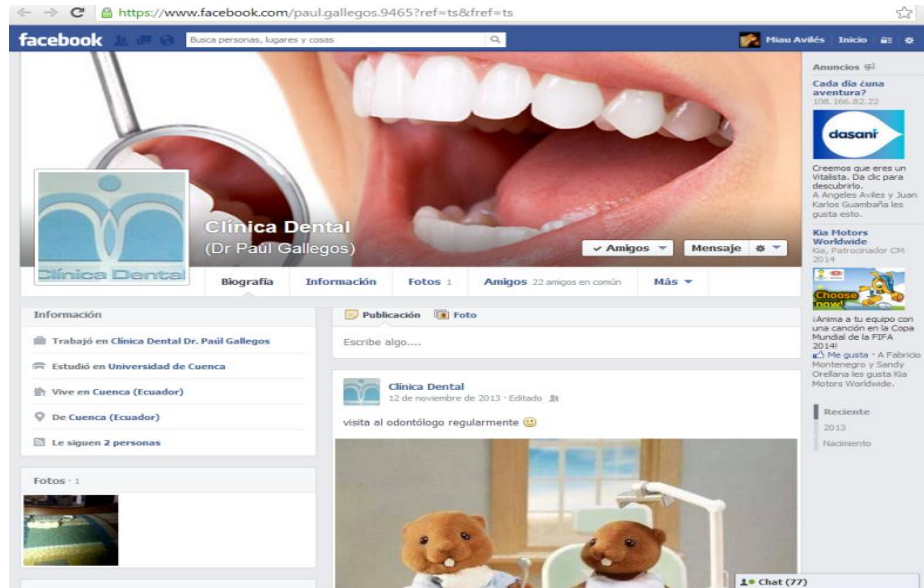 https://www.facebook.com/paul.gallegos.9465?ref=ts&fref=ts
facebook
Busca personas, lugares y cosas
Miau Avilés
Inicio
Clínica Dental
Clínica Dental
(Dr Paúl Gallegos)
Amigos
Mensaje
Biografía
Información
Fotos 1
Amigos 22 amigos en común
Más
Información
Trabajó en Clínica Dental Dr. Paúl Gallegos
Estudió en Universidad de Cuenca
Vive en Cuenca (Ecuador)
De Cuenca (Ecuador)
Le siguen 2 personas
Fotos · 1
Publicación
Foto
Escribe algo....
Clínica Dental
12 de noviembre de 2013 · Editado
visita al odontólogo regularmente
Anuncios
Cada día ¿una
aventura?
108.166.82.22
dasani
Creemos que eres un
Vitalista. Da clic para
descubrirlo.
A Angeles Aviles y Juan
Karlos Guambaña les
gusta esto.
Kia Motors
Worldwide
Kia, Patrocinador CM
2014
Choose
now!
¡Anima a tu equipo con
una canción en la Copa
Mundial de la FIFA
2014!
Me gusta · A Fabricio
Montenegro y Sandy
Orellana les gusta Kia
Motors Worldwide.
Reciente
2013
Nacimiento
Chat (77)